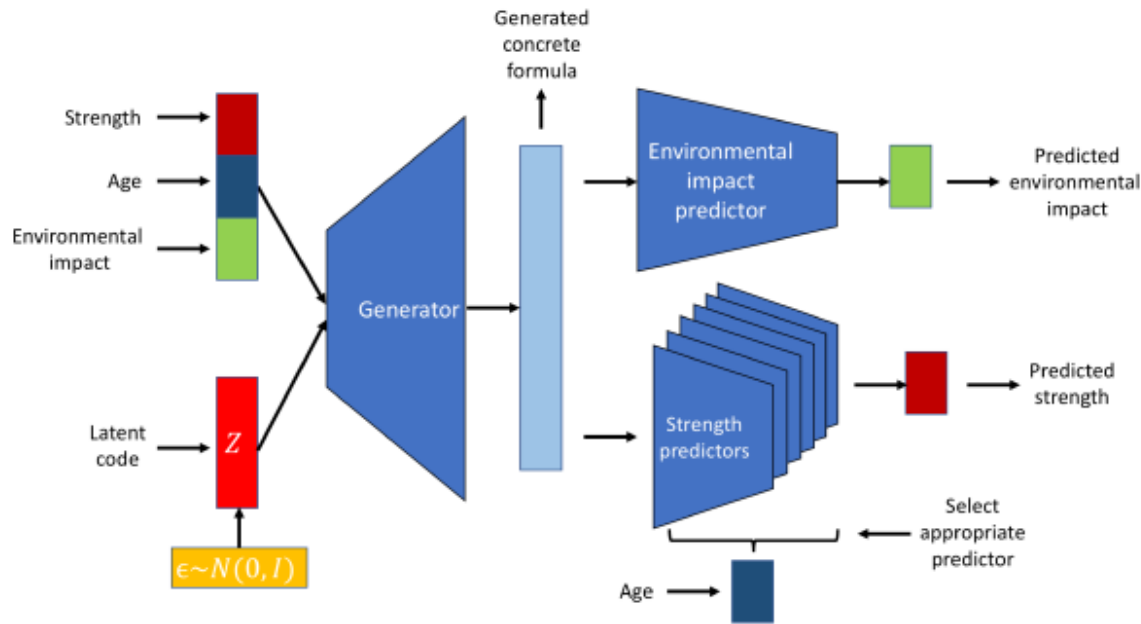 Generated
concrete
formula
Strength
Age
Environmental
impact
Latent
code
Z
ϵ~N(0, I)
Generator
Environmental
impact
predictor
Predicted
environmental
impact
Strength
predictors
Predicted
strength
Select
appropriate
predictor
Age